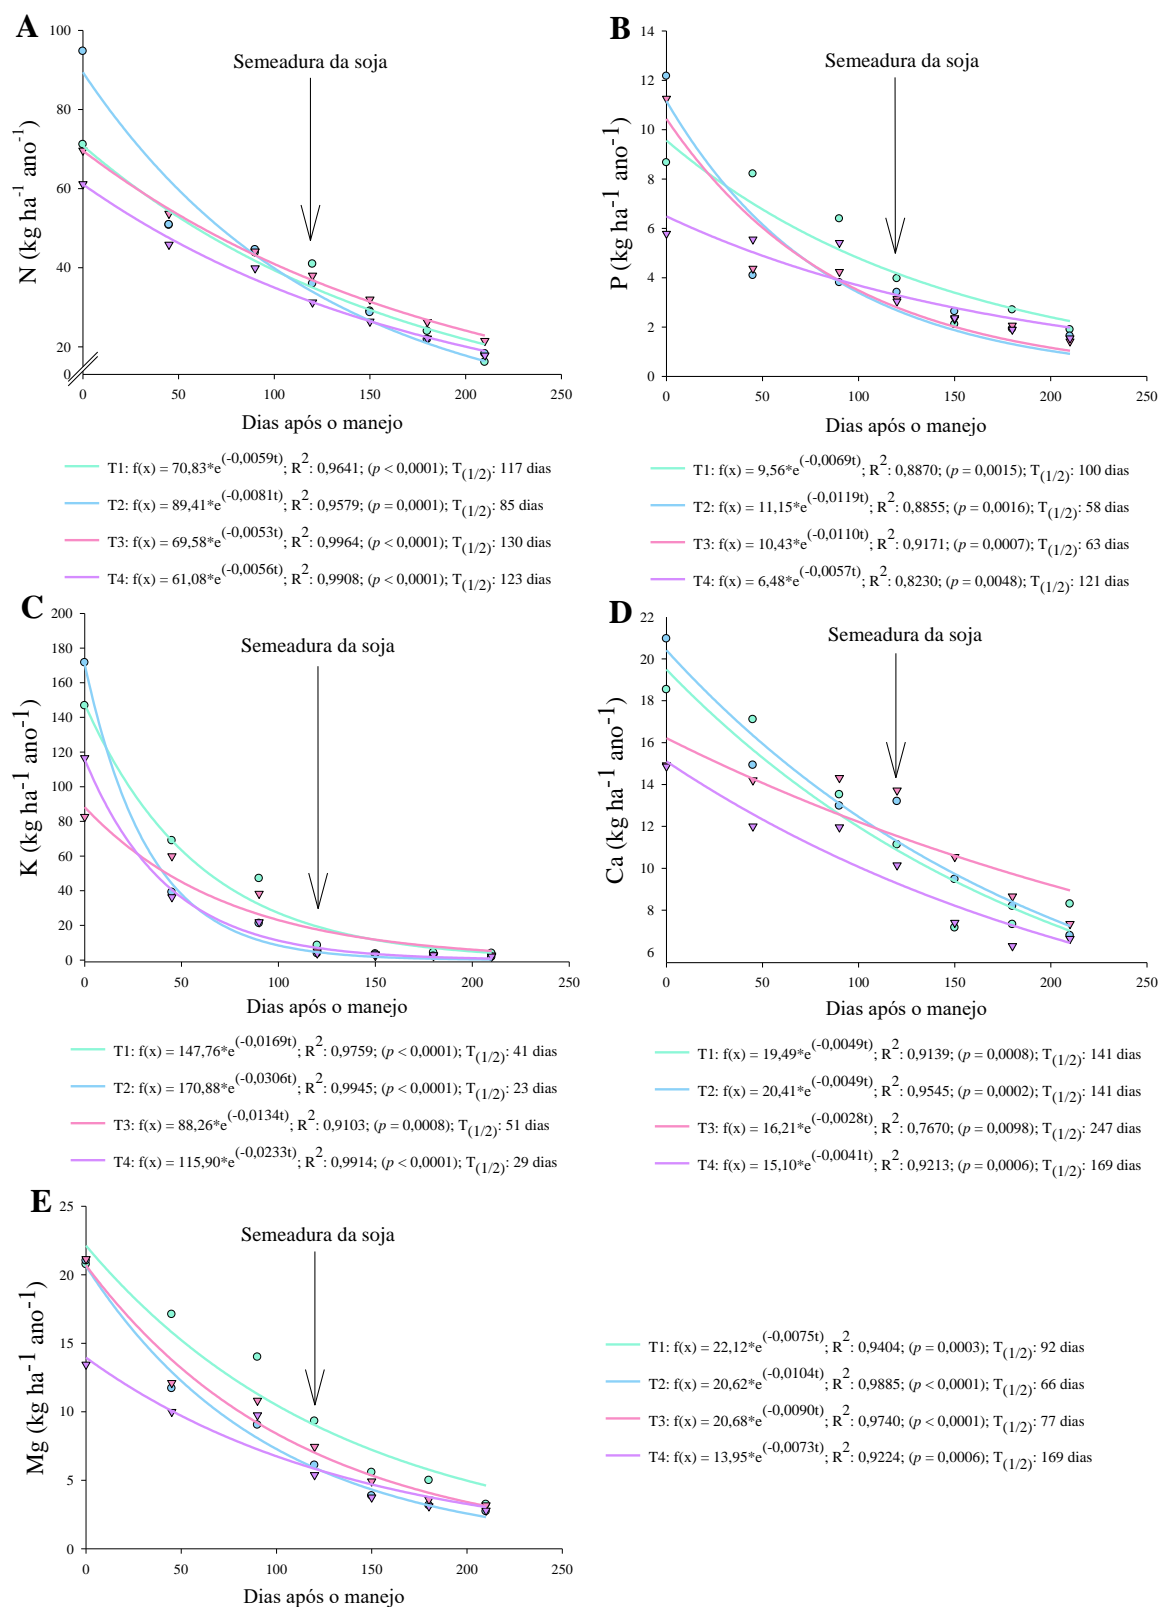 A
Semeadura da soja
N (kg ha-1 ano-1)
100
80
60
40
20
0
0 50 100 150 200 250
Dias após o manejo
T1: f(x) = 70,83*e(-0,0059t); R2: 0,9641; (p < 0,0001); T(1/2): 117 dias
T2: f(x) = 89,41*e(-0,0081t); R2: 0,9579; (p = 0,0001); T(1/2): 85 dias
T3: f(x) = 69,58*e(-0,0053t); R2: 0,9964; (p < 0,0001); T(1/2): 130 dias
T4: f(x) = 61,08*e(-0,0056t); R2: 0,9908; (p < 0,0001); T(1/2): 123 dias
B
Semeadura da soja
P (kg ha-1 ano-1)
14
12
10
8
6
4
2
0
0 50 100 150 200 250
Dias após o manejo
T1: f(x) = 9,56*e(-0,0069t); R2: 0,8870; (p = 0,0015); T(1/2): 100 dias
T2: f(x) = 11,15*e(-0,0119t); R2: 0,8855; (p = 0,0016); T(1/2): 58 dias
T3: f(x) = 10,43*e(-0,0110t); R2: 0,9171; (p = 0,0007); T(1/2): 63 dias
T4: f(x) = 6,48*e(-0,0057t); R2: 0,8230; (p = 0,0048); T(1/2): 121 dias
C
Semeadura da soja
K (kg ha-1 ano-1)
200
180
160
140
120
100
80
60
40
20
0
0 50 100 150 200 250
Dias após o manejo
T1: f(x) = 147,76*e(-0,0169t); R2: 0,9759; (p < 0,0001); T(1/2): 41 dias
T2: f(x) = 170,88*e(-0,0306t); R2: 0,9945; (p < 0,0001); T(1/2): 23 dias
T3: f(x) = 88,26*e(-0,0134t); R2: 0,9103; (p = 0,0008); T(1/2): 51 dias
T4: f(x) = 115,90*e(-0,0233t); R2: 0,9914; (p < 0,0001); T(1/2): 29 dias
D
Semeadura da soja
Ca (kg ha-1 ano-1)
22
20
18
16
14
12
10
8
6
0 50 100 150 200 250
Dias após o manejo
T1: f(x) = 19,49*e(-0,0049t); R2: 0,9139; (p = 0,0008); T(1/2): 141 dias
T2: f(x) = 20,41*e(-0,0049t); R2: 0,9545; (p = 0,0002); T(1/2): 141 dias
T3: f(x) = 16,21*e(-0,0028t); R2: 0,7670; (p = 0,0098); T(1/2): 247 dias
T4: f(x) = 15,10*e(-0,0041t); R2: 0,9213; (p = 0,0006); T(1/2): 169 dias
E
Semeadura da soja
Mg (kg ha-1 ano-1)
25
20
15
10
5
0
0 50 100 150 200 250
Dias após o manejo
T1: f(x) = 22,12*e(-0,0075t); R2: 0,9404; (p = 0,0003); T(1/2): 92 dias
T2: f(x) = 20,62*e(-0,0104t); R2: 0,9885; (p < 0,0001); T(1/2): 66 dias
T3: f(x) = 20,68*e(-0,0090t); R2: 0,9740; (p < 0,0001); T(1/2): 77 dias
T4: f(x) = 13,95*e(-0,0073t); R2: 0,9224; (p = 0,0006); T(1/2): 169 dias